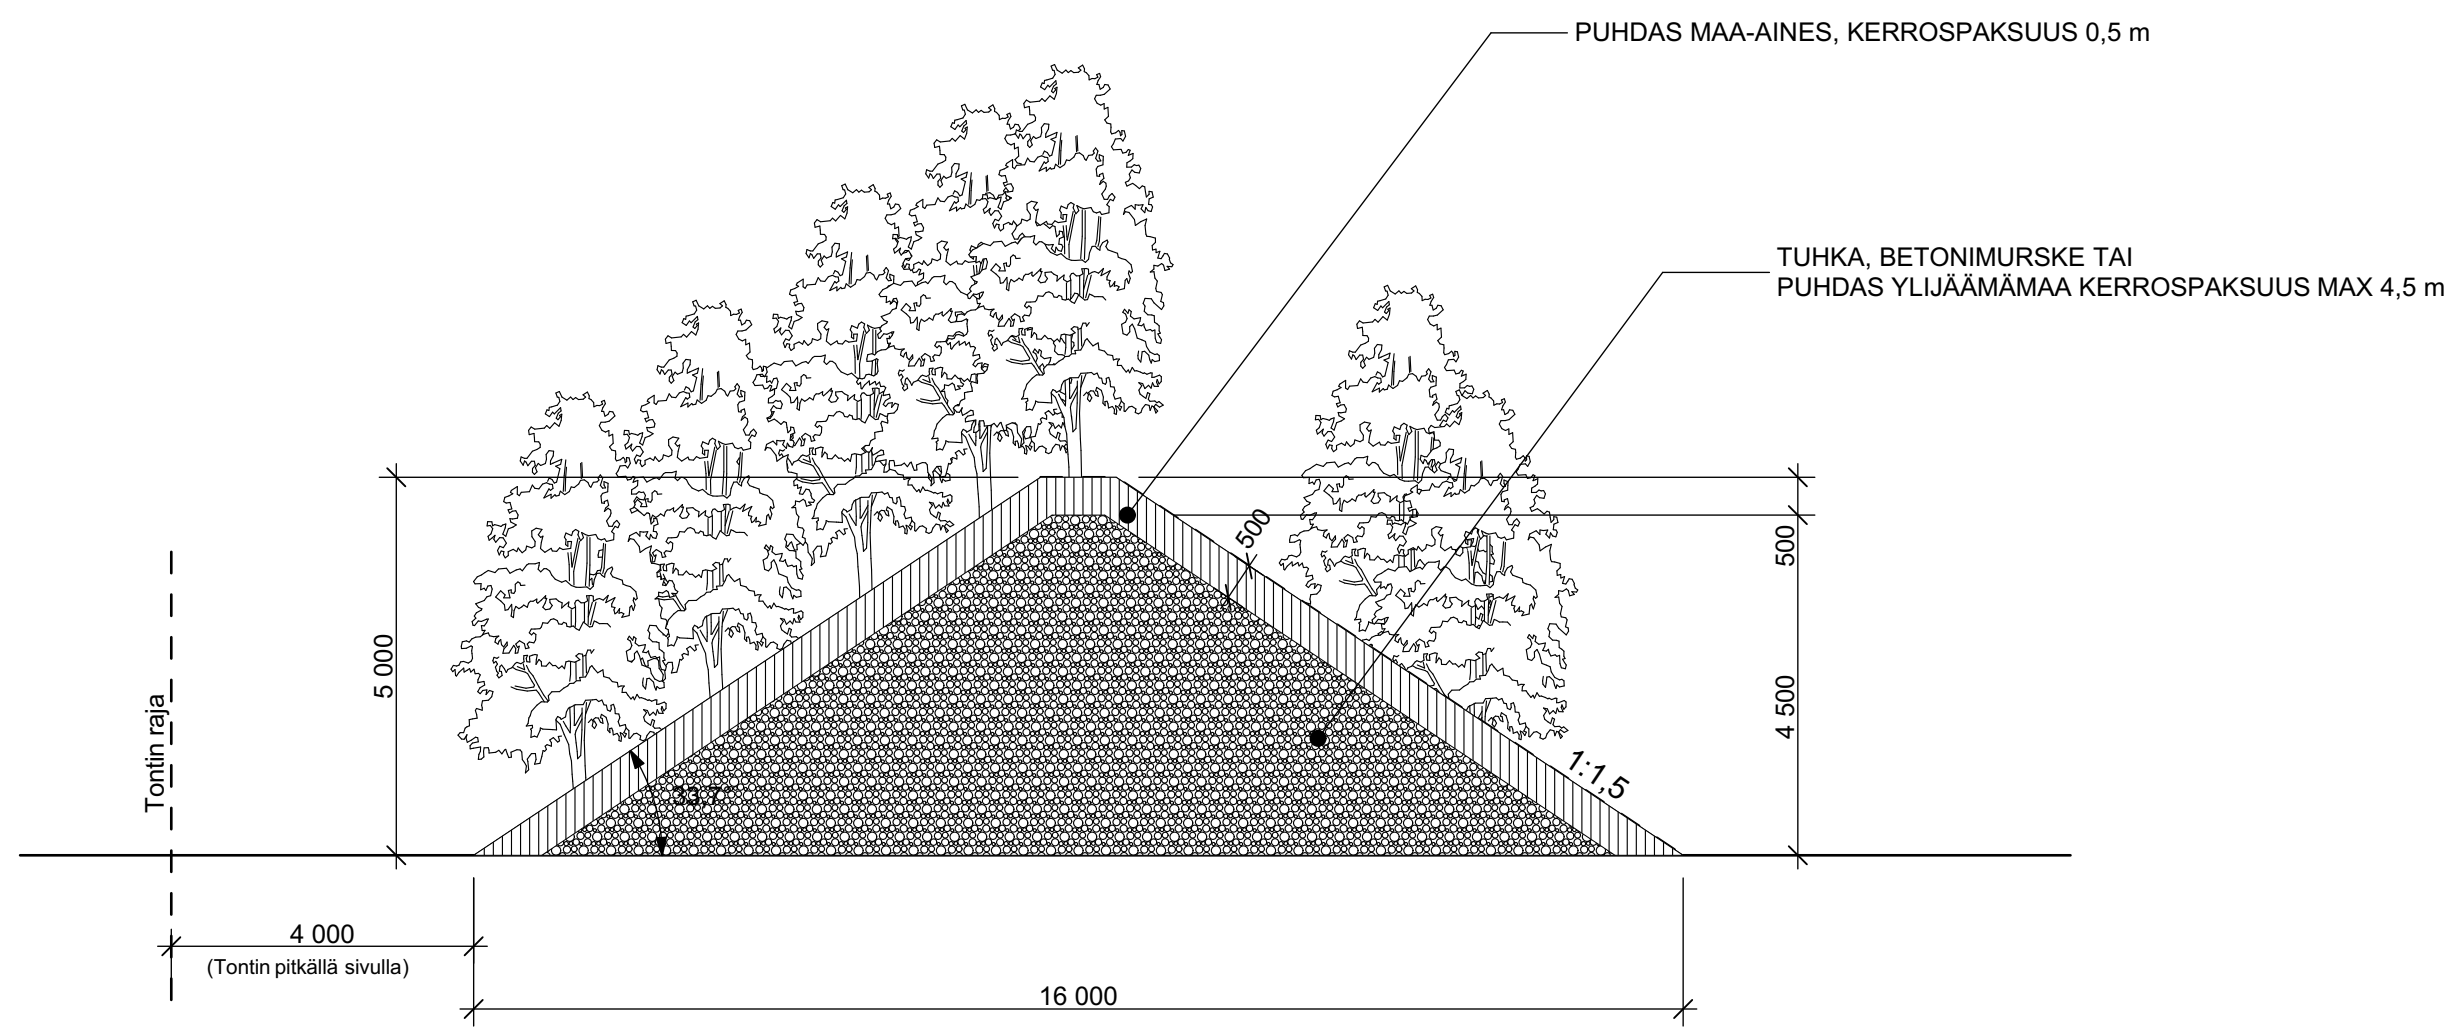 PUHDAS MAA-AINES, KERROSPAKSUUS 0,5 m
TUHKA, BETONIMURSKE TAI
PUHDAS YLIJÄÄMÄMAA KERROSPAKSUUS MAX 4,5 m
500
500
5 000
4 500
Tontin raja
33,7°
1:1,5
4 000
(Tontin pitkällä sivulla)
16 000